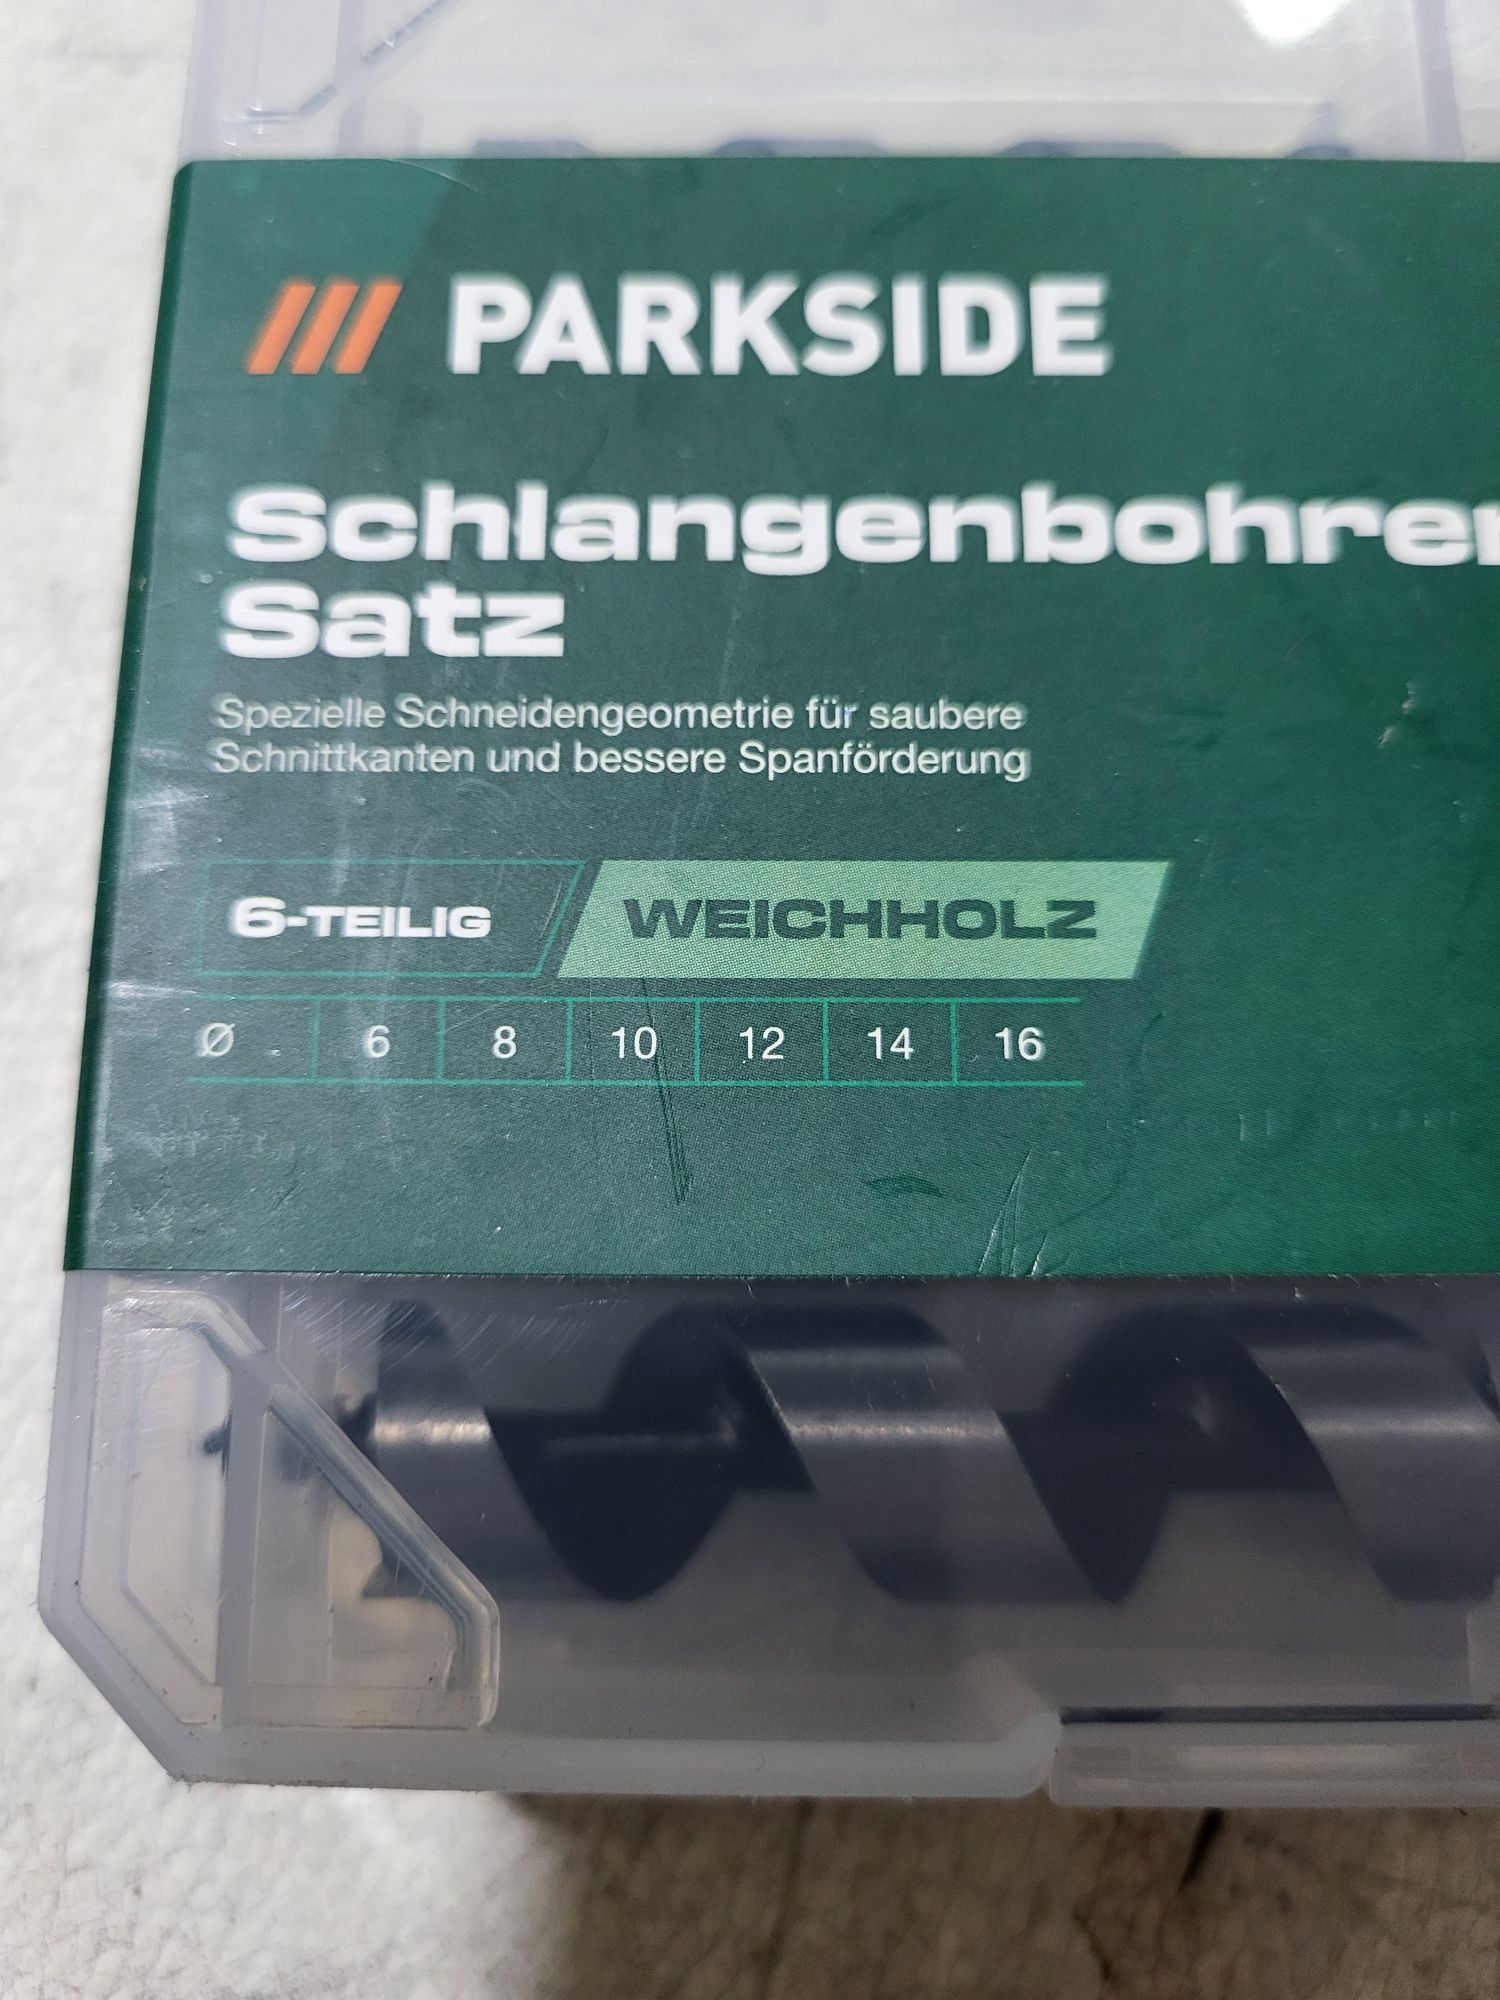 PARKSIDE
Schlangenbohrer
Satz
Spezielle Schneidengeometrie für saubere
Schnittkanten und bessere Spanförderung
6-TEILIG WEICHHOLZ
Ø 6 8 10 12 14 16